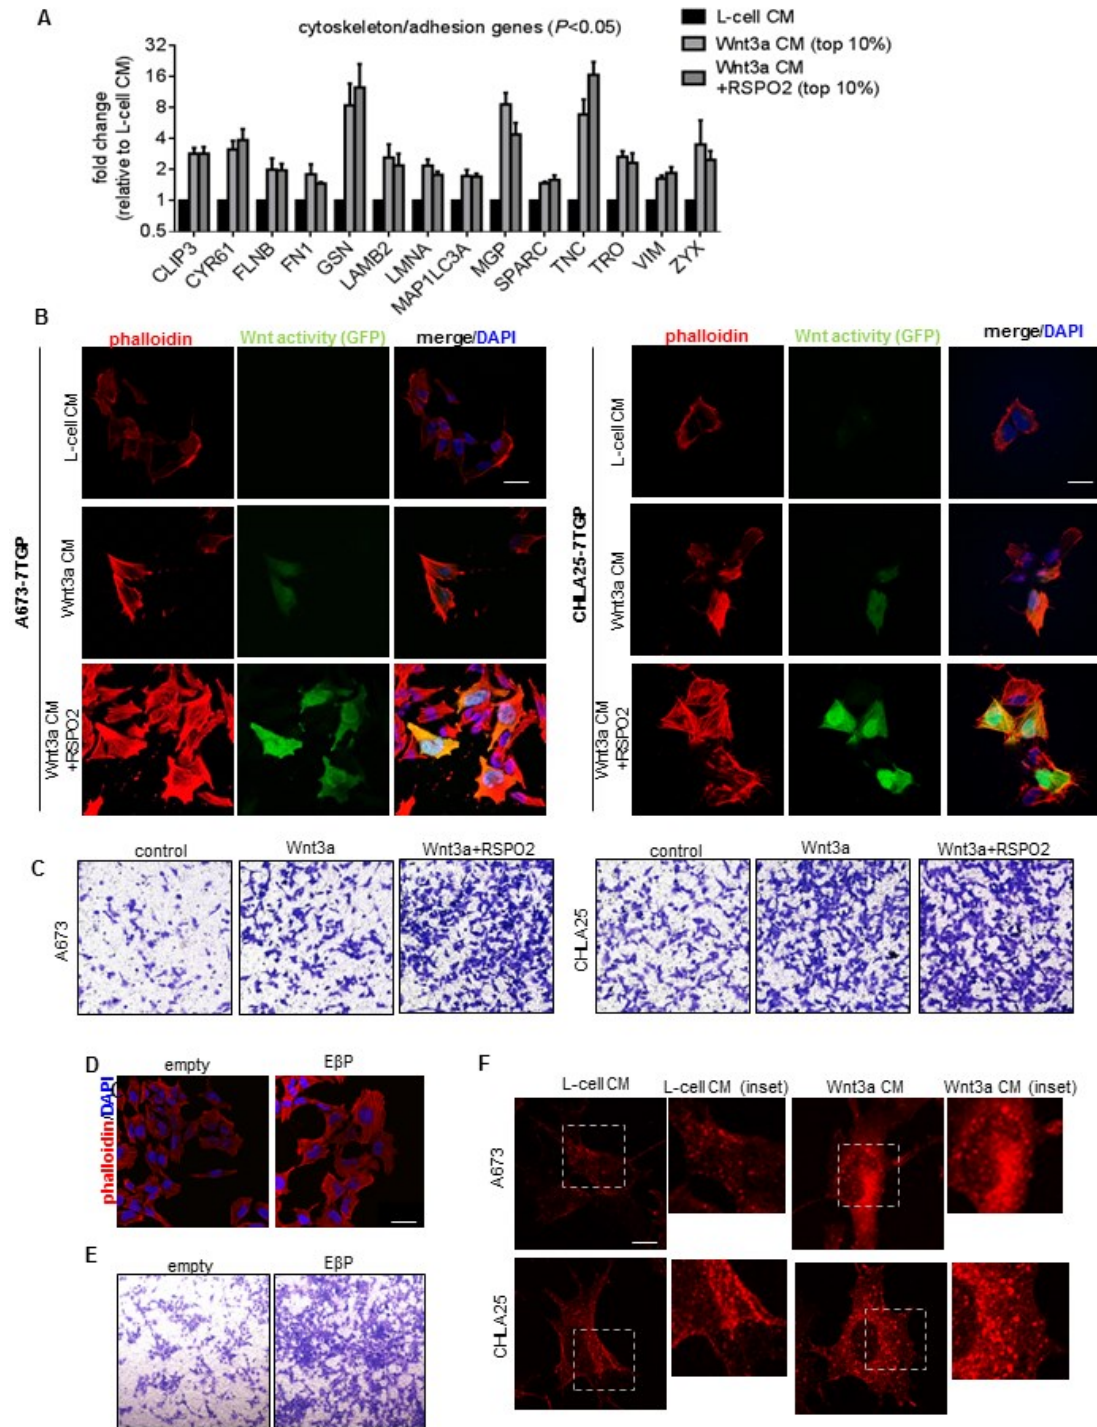 A
cytoskeleton/adhesion genes (P<0.05)
L-cell CM
Wnt3a CM (top 10%)
Wnt3a CM
+RSPO2 (top 10%)
fold change
(relative to L-cell CM)
32
16
8
4
2
1
0.5
CLIP3
CYR61
FLNB
FN1
GSN
LAMB2
LMNA
MAP1LC3A
MGP
SPARC
TNC
TRO
VIM
ZYX
B
phalloidin
Wnt activity (GFP)
merge/DAPI
phalloidin
Wnt activity (GFP)
merge/DAPI
A673-7TGP
L-cell CM
Wnt3a CM
Wnt3a CM
+RSPO2
CHLA25-7TGP
L-cell CM
Wnt3a CM
Wnt3a CM
+RSPO2
C
control
Wnt3a
Wnt3a+RSPO2
control
Wnt3a
Wnt3a+RSPO2
A673
CHLA25
D
empty
EβP
phalloidin/DAPI
E
empty
EβP
F
L-cell CM
L-cell CM (inset)
Wnt3a CM
Wnt3a CM (inset)
A673
CHLA25